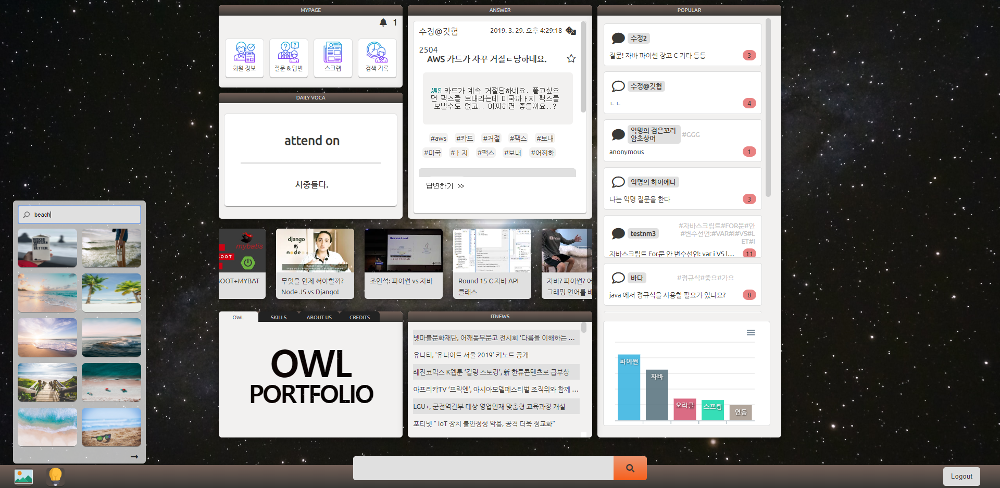 MYPAGE
1
회원 정보
질문 & 답변
스크랩
검색 기록
DAILY VOCA
attend on
시중들다.
ANSWER
수정@깃헙
2019. 3. 29. 오후 4:29:18
2504
AWS 카드가 자꾸 거절ㄷ당하네요.
AWS 카드가 계속 거절당하네요. 풀고싶으
면 팩스를 보내라는데 미국까ㅏ지 팩스를
보낼수도 없고.. 어찌하면 좋을까요..?
#aws #카드 #거절 #팩스 #보내
#미국 #ㅏ지 #팩스 #보내 #어찌하
답변하기 >>
POPULAR
수정2
질문! 자바 파이썬 장고 C 기타 등등
3
수정@깃헙
ㄴㄴ
4
익명의 검은꼬리
암초상어
#GGG
anonymous
1
익명의 하이에나
나는 익명 질문을 한다
3
testnm3
#자바스크립트#FOR문#안
#변수선언:#VAR#I#VS#L
ET#I
자바스크립트 For문 안 변수선언: var i VS l...
11
바다
#정규식#중요#가요
java 에서 정규식을 사용할 필요가 있나요?
8
파이썬
자바
오라클
스프링
연동
beach
BETTER.
mybatis
BOOT
BOOT+MYBAT
django
VS
node
무엇을 언제 써야할까?
Node JS vs Django!
조인석: 파이썬 vs 자바
Round 15 C 자바 API
클래스
자바? 파이썬? 어
그래밍 언어를 배
OWL
SKILLS
ABOUT US
CREDITS
OWL
PORTFOLIO
ITNEWS
넷마블문화재단, 어깨동무문고 전시회 ‘다름을 이해하는 ...
유니티, '유나이트 서울 2019' 키노트 공개
레진코믹스 K웹툰 ‘킬링 스토킹’, 新 한류콘텐츠로 급부상
아프리카TV ‘프릭엔’, 아시아모델페스티벌 조직위와 함께 ...
LGU+, 군전역간부 대상 영업인재 맞춤형 교육과정 개설
포티넷 " IoT 장치 불안정성 악용, 공격 더욱 정교화"
Logout